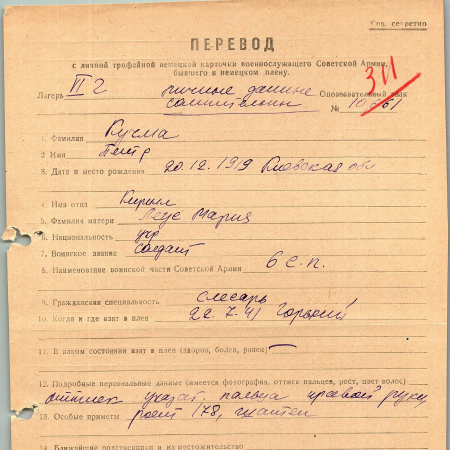 Сов. секретно
ПЕРЕВОД
с личной трофейной немецкой карточки военнослужащего Советской Армии,
бывшего в немецком плену.
311
Лагерь II Z личные данные Опознавательный знак
сомнительны № 10
1. Фамилия Кучма
2. Имя Петр
3. Дата и место рождения 20.12.1919 Киевская обл
4. Имя отца Кирилл
5. Фамилия матери Мария
6. Национальность укр
7. Воинское звание солдат
8. Наименование воинской части Советской Армии 6 с.п.
9. Гражданская специальность слесарь
10. Когда и где взят в плен 22.7.41 Горький
11. В каком состоянии взят в плен (здоров, болен, ранен) —
12. Подробные персональные данные (имеется фотография, оттиск пальцев, рост, цвет волос)
оттиск указат. пальца правой руки,
13. Особые приметы рост 178, шатен
14. Ближайшие родственники и их местожительство